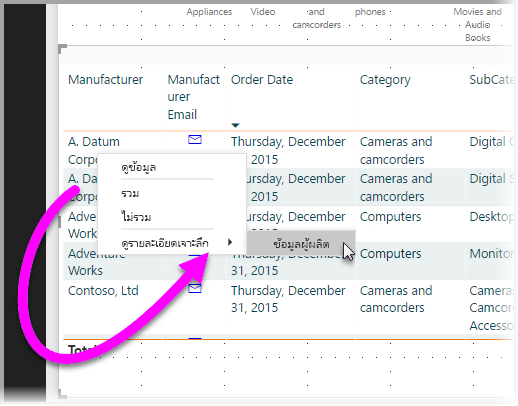 Appliances Video and camcorders phones Movies and Audio Books
Manufacturer Manufact urer Email Order Date Category SubCate
A. Datum Corpo Thursday, December 2015 Cameras and camcorders Digital
A. Da Corpo Thursday, December 2015 Cameras and camcorders Digital S
Adve Works Thursday, December 2015 Computers Desktop
Adventure Works Thursday, December 31, 2015 Computers Monitor
Contoso, Ltd Thursday, December 31, 2015 Cameras and camcorders Cameras Camcord Accesso
Total
ดูข้อมูล
รวม
ไม่รวม
ดูรายละเอียดเจาะลึก
ข้อมูลผู้ผลิต